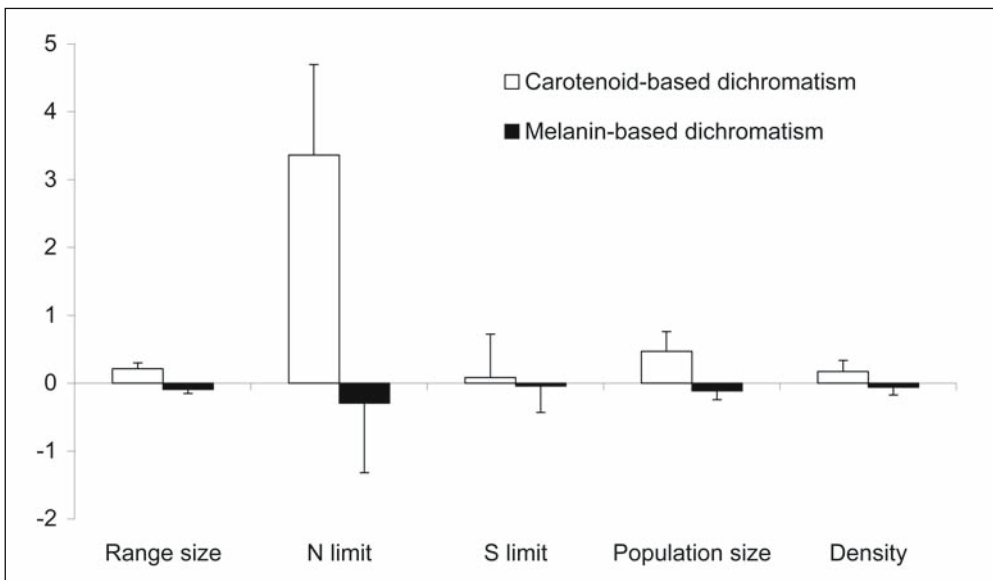 5
4
3
2
1
0
-1
-2
Carotenoid-based dichromatism
Melanin-based dichromatism
Range size N limit S limit Population size Density